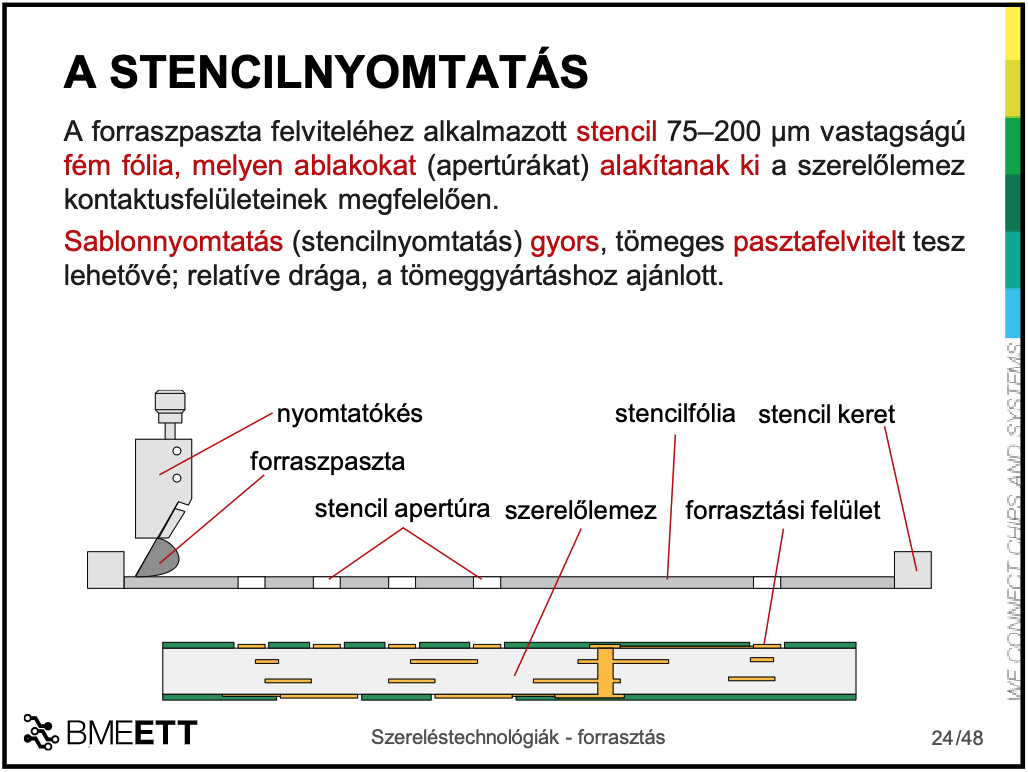 A STENCILNYOMTATÁS
A forraszpaszta felviteléhez alkalmazott stencil 75–200 µm vastagságú
fém fólia, melyen ablakokat (apertúrákat) alakítanak ki a szerelőlemez
kontaktusfelületeinek megfelelően.
Sablonnyomtatás (stencilnyomtatás) gyors, tömeges pasztafelvitelt tesz
lehetővé; relatíve drága, a tömeggyártáshoz ajánlott.
nyomtatókés
stencilfólia
stencil keret
forraszpaszta
stencil apertúra
szerelőlemez
forrasztási felület
WE CONNECT CHIPS AND SYSTEMS
BMEETT
Szereléstechnológiák - forrasztás
24/48